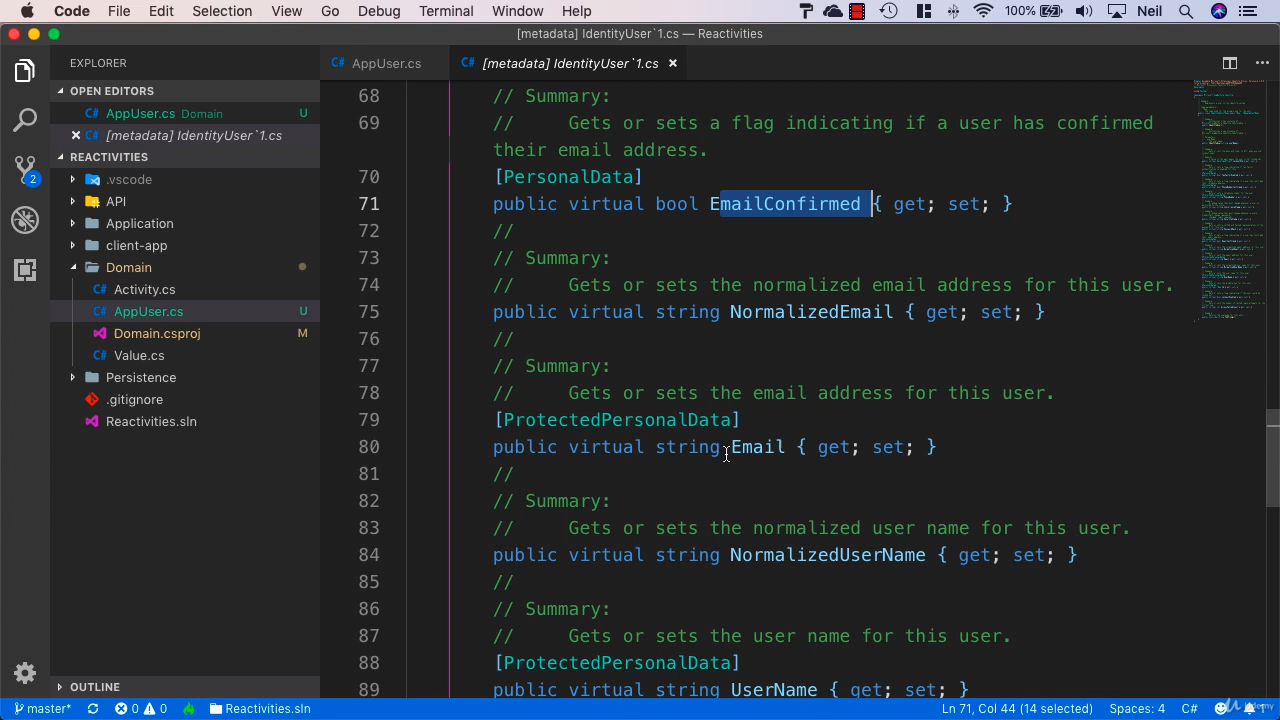 Code File Edit Selection View Go Debug Terminal Window Help 100% Neil
[metadata] IdentityUser`1.cs — Reactivities
EXPLORER
AppUser.cs
C# [metadata] IdentityUser`1.cs ×
OPEN EDITORS
C# AppUser.cs Domain U
× C# [metadata] IdentityUser`1.cs
REACTIVITIES
.vscode
API
Application
client-app
Domain
C# Activity.cs
C# AppUser.cs U
Domain.csproj M
C# Value.cs
Persistence
.gitignore
Reactivities.sln
OUTLINE
2
68 // Summary:
69 // Gets or sets a flag indicating if a user has confirmed
their email address.
70 [PersonalData]
71 public virtual bool EmailConfirmed { get; set; }
72 //
73 // Summary:
74 // Gets or sets the normalized email address for this user.
75 public virtual string NormalizedEmail { get; set; }
76 //
77 // Summary:
78 // Gets or sets the email address for this user.
79 [ProtectedPersonalData]
80 public virtual string Email { get; set; }
81 //
82 // Summary:
83 // Gets or sets the normalized user name for this user.
84 public virtual string NormalizedUserName { get; set; }
85 //
86 // Summary:
87 // Gets or sets the user name for this user.
88 [ProtectedPersonalData]
89 public virtual string UserName { get; set; }
master* 0 0 Reactivities.sln Ln 71, Col 44 (14 selected) Spaces: 4 C#